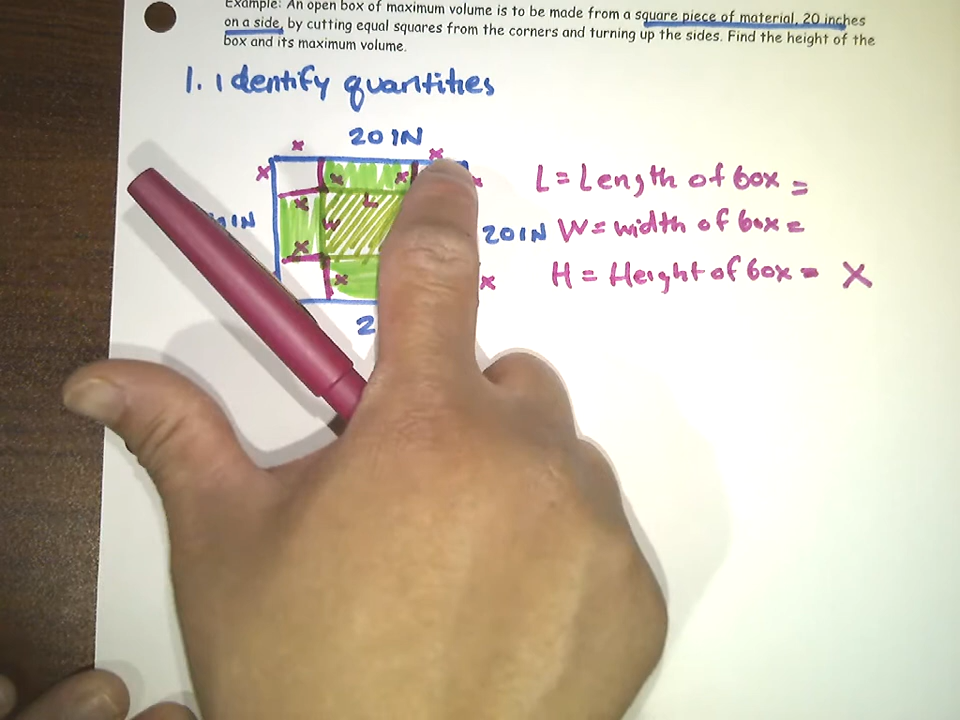 Example: An open box of maximum volume is to be made from a square piece of material, 20 inches
on a side, by cutting equal squares from the corners and turning up the sides. Find the height of the
box and its maximum volume.
1. Identify quantities
20 IN
x x
x x x x
x L
IN W 20IN
x
x x
2
L = Length of box =
W = width of box =
H = Height of box = X